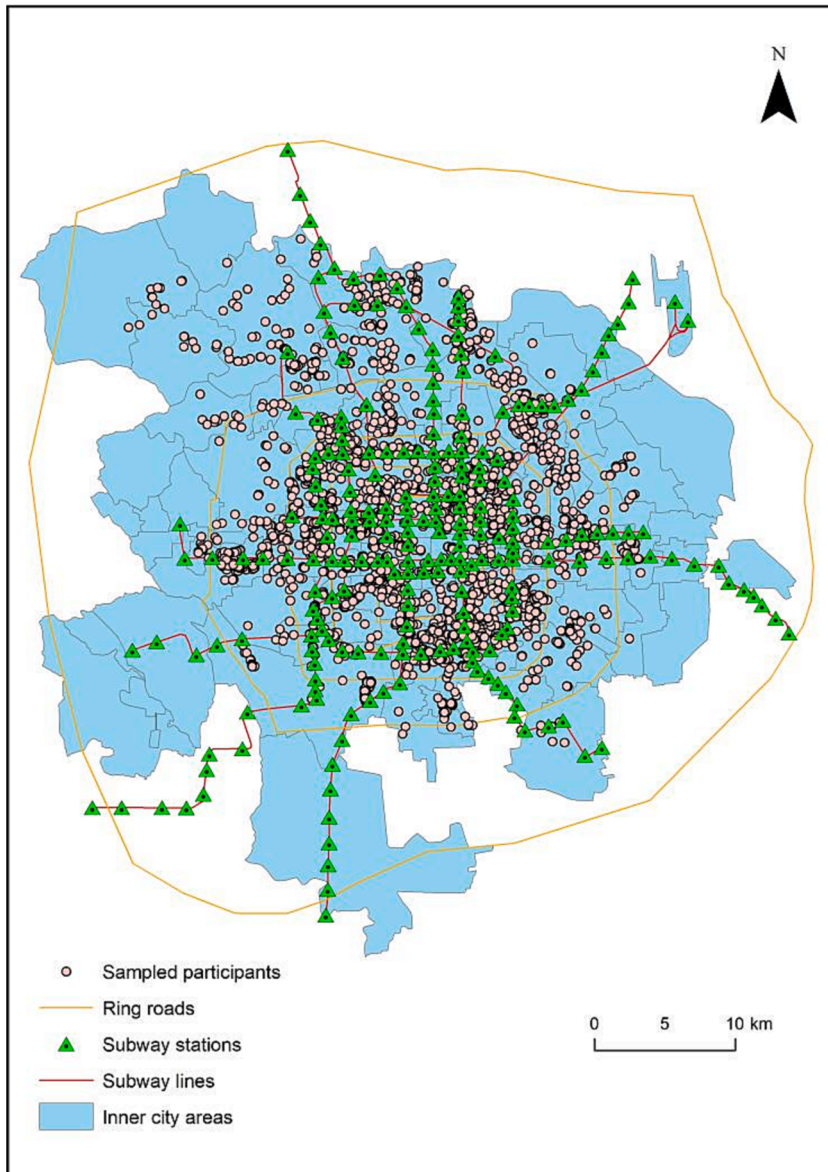 N
Sampled participants
Ring roads
Subway stations
Subway lines
Inner city areas
0 5 10 km